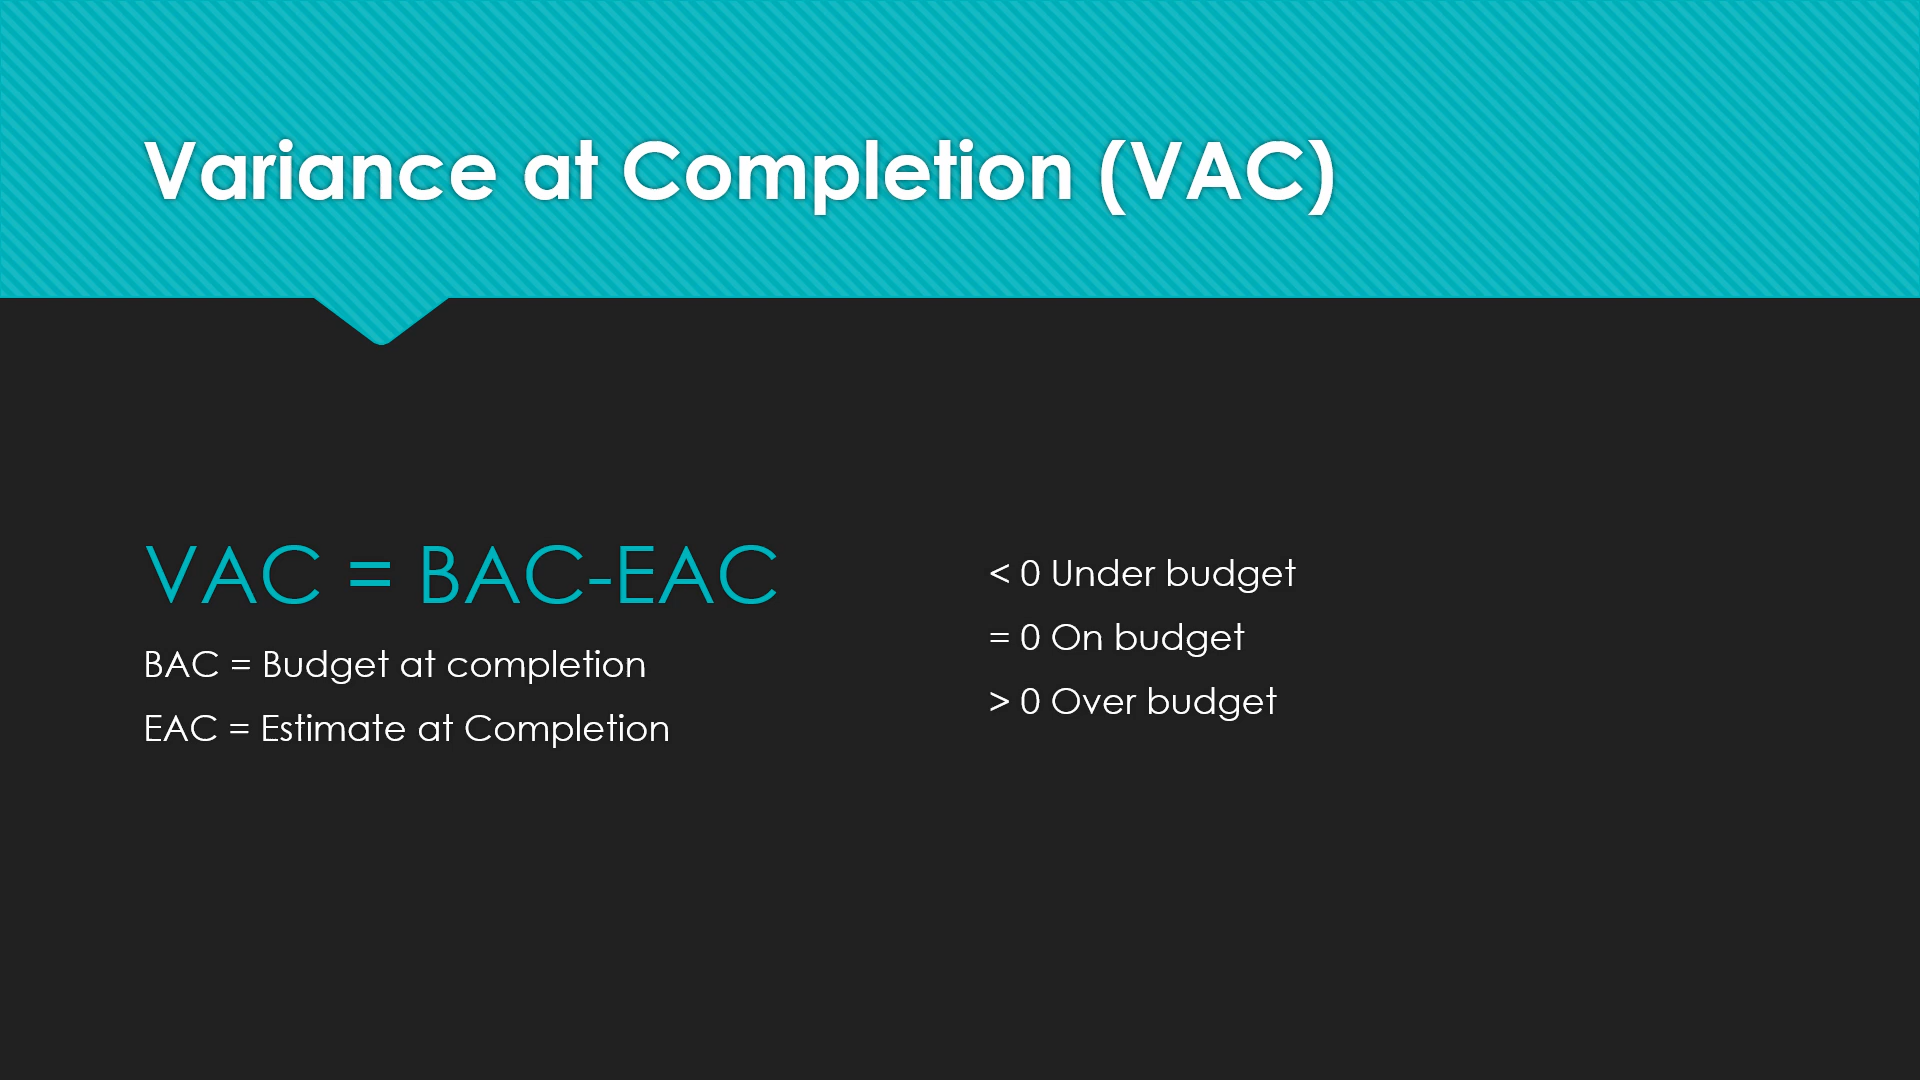 Variance at Completion (VAC)
VAC = BAC-EAC
BAC = Budget at completion
EAC = Estimate at Completion
< 0 Under budget
= 0 On budget
> 0 Over budget